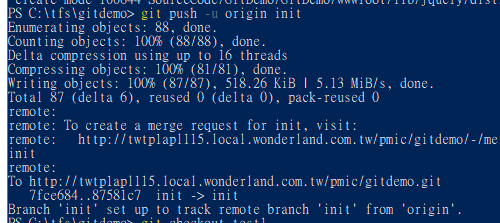 create mode 100644 SourceCode/GitDemo/GitDemo/wwwroot/lib/jquery/dist
PS C:\tfs\gitdemo> git push -u origin init
Enumerating objects: 88, done.
Counting objects: 100% (88/88), done.
Delta compression using up to 16 threads
Compressing objects: 100% (81/81), done.
Writing objects: 100% (87/87), 518.26 KiB | 5.13 MiB/s, done.
Total 87 (delta 6), reused 0 (delta 0), pack-reused 0
remote:
remote: To create a merge request for init, visit:
remote:   http://twtplap1115.local.wonderland.com.tw/pmic/gitdemo/-/me
init
remote:
To http://twtplap1115.local.wonderland.com.tw/pmic/gitdemo.git
   7fce684..87581c7  init -> init
Branch 'init' set up to track remote branch 'init' from 'origin'.
PS C:\tfs\gitdemo> git checkout test1